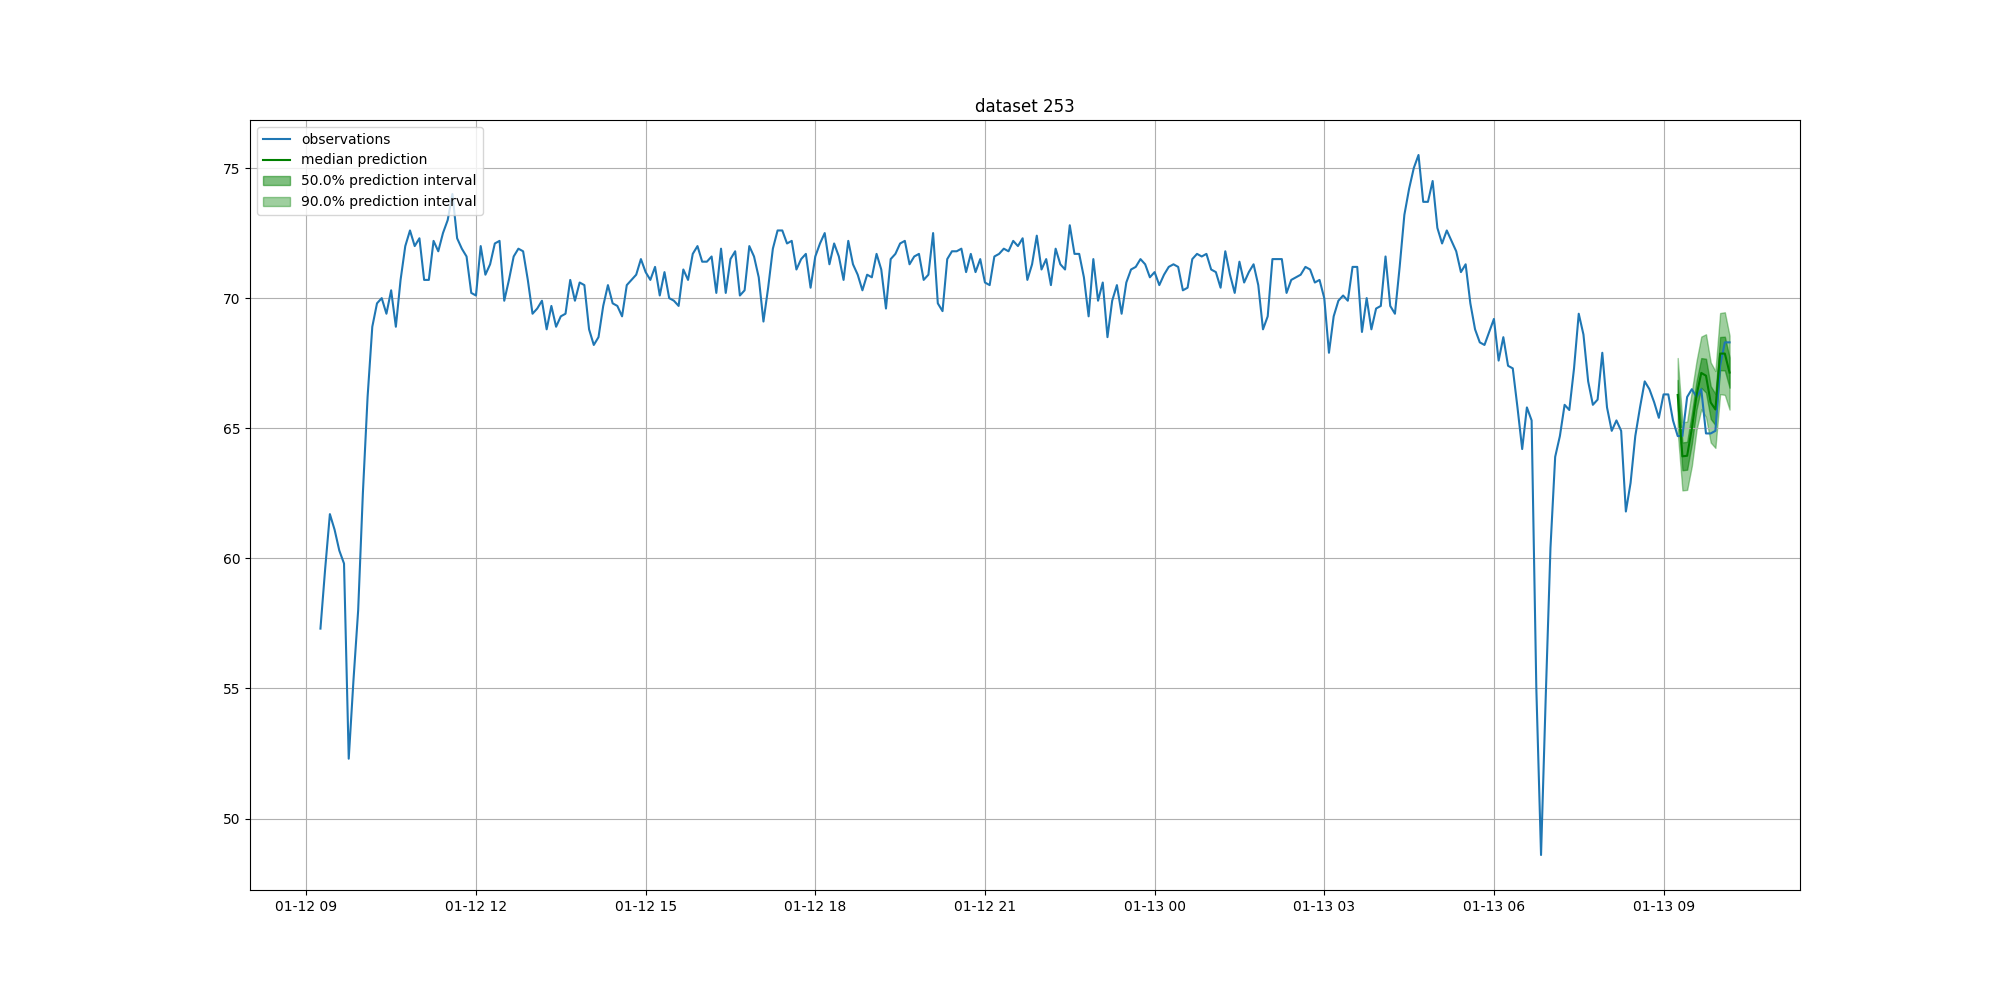 dataset 253
observations
median prediction
50.0% prediction interval
90.0% prediction interval
75
70
65
60
55
50
01-12 09 01-12 12 01-12 15 01-12 18 01-12 21 01-13 00 01-13 03 01-13 06 01-13 09